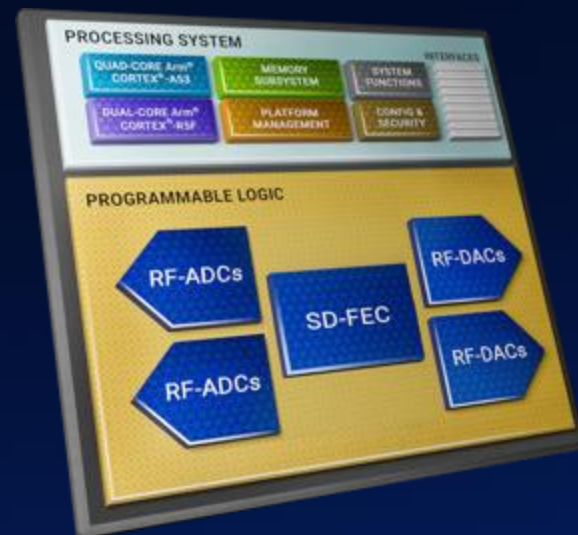 PROCESSING SYSTEM
INTERFACES
QUAD-CORE Arm®
CORTEX®-A53
MEMORY
SUBSYSTEM
SYSTEM
FUNCTIONS
DUAL-CORE Arm®
CORTEX®-R5F
PLATFORM
MANAGEMENT
CONFIG &
SECURITY
PROGRAMMABLE LOGIC
RF-ADCs
RF-DACs
SD-FEC
RF-ADCs
RF-DACs